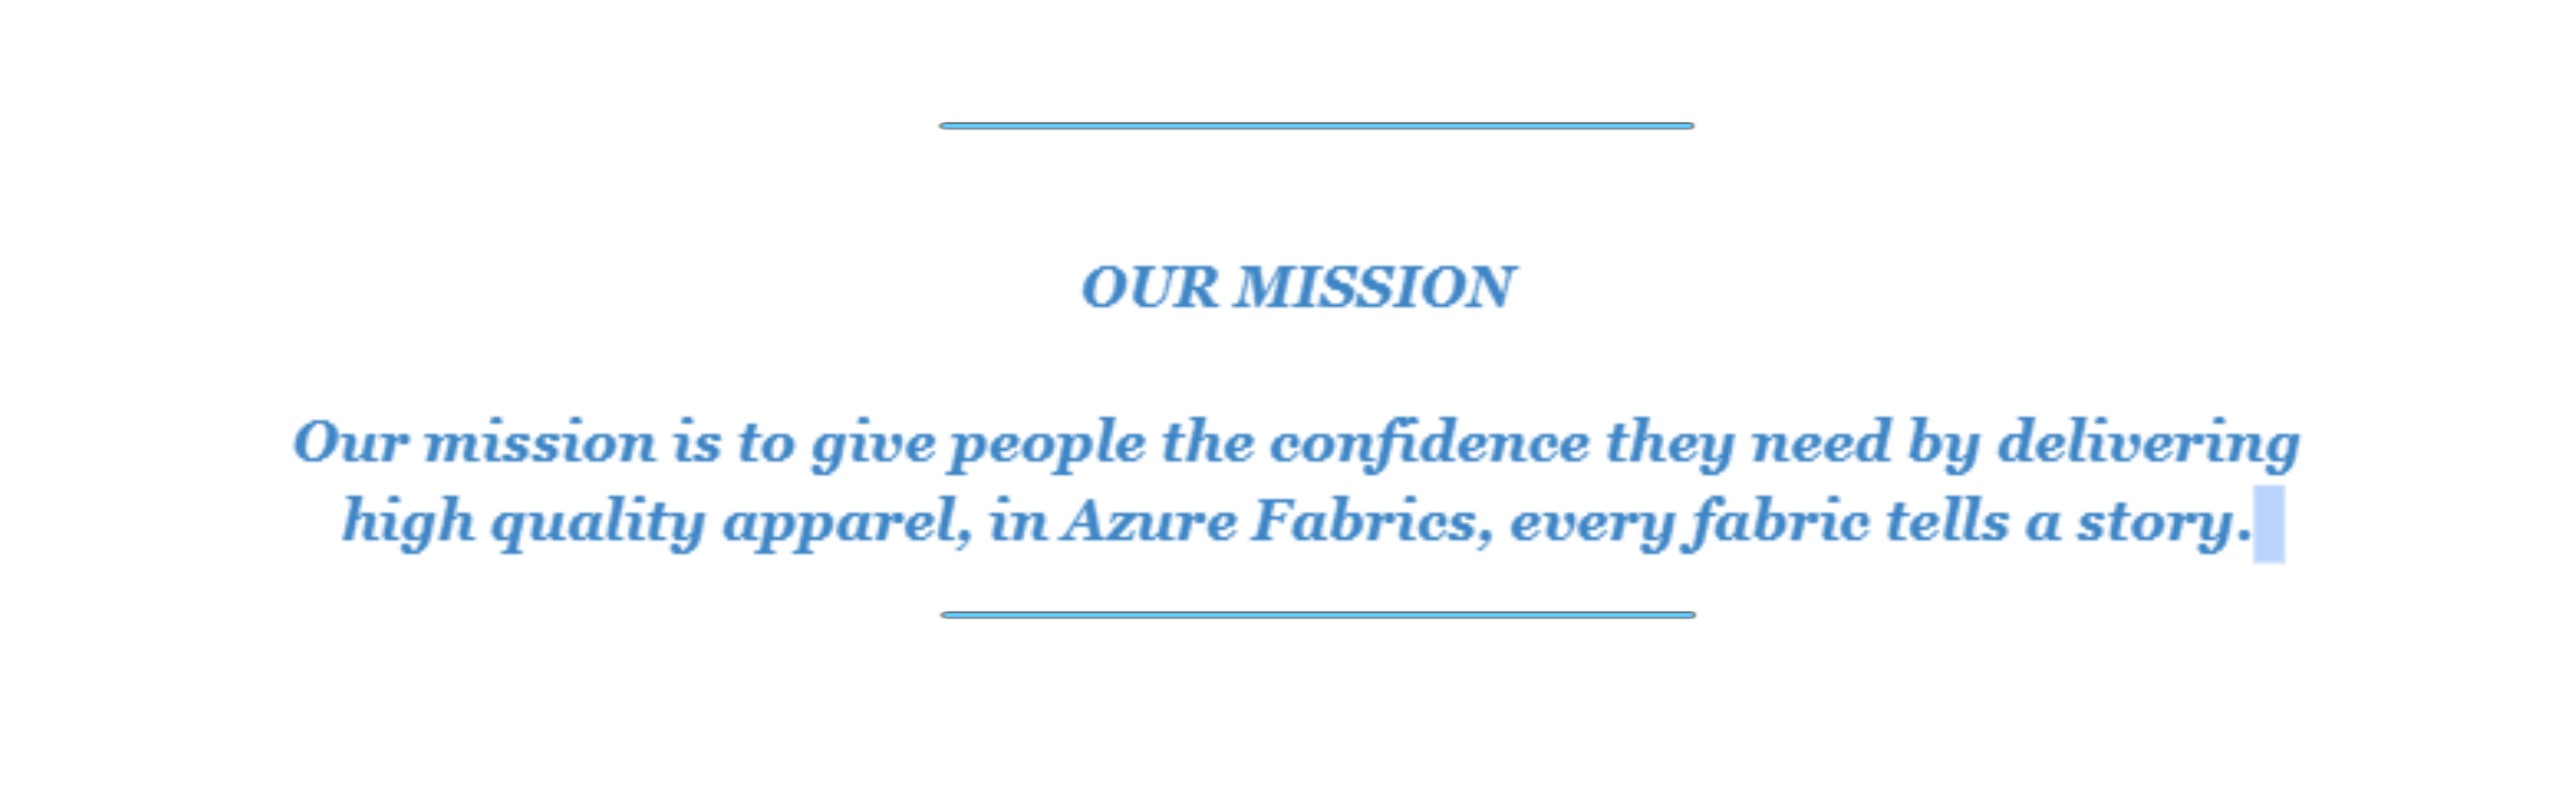 OUR MISSION
Our mission is to give people the confidence they need by delivering
high quality apparel, in Azure Fabrics, every fabric tells a story.